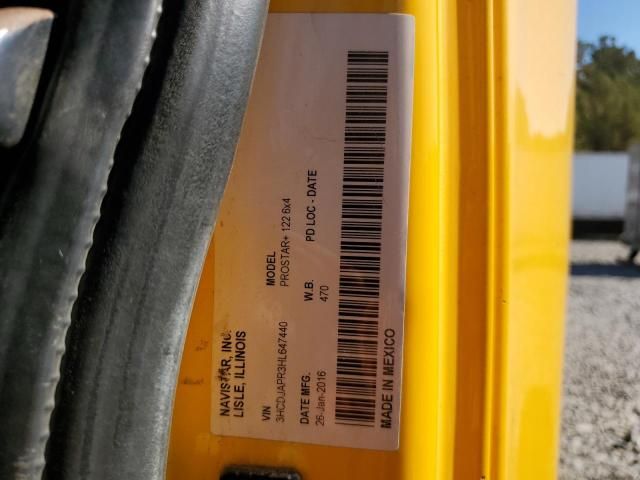 NAVISTAR, INC.
LISLE, ILLINOIS
VIN MODEL
3HCDJAPR3HL647440 PROSTAR+ 122 6x4
DATE MFG. W.B. PD LOC - DATE
26-Jan-2016 470
MADE IN MEXICO